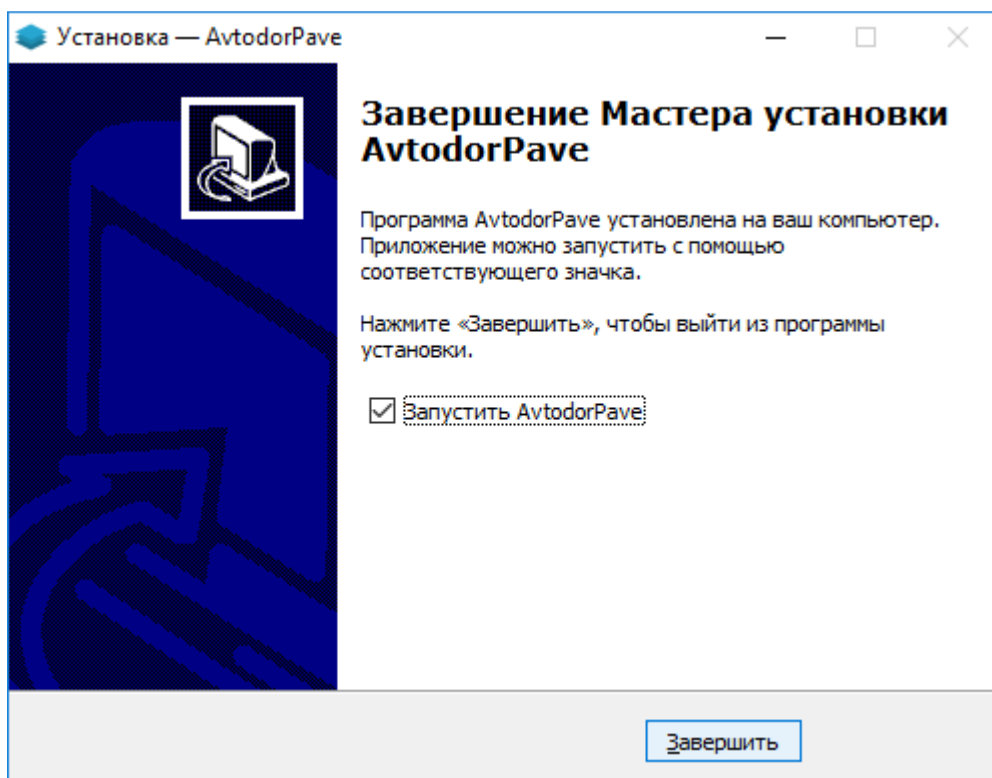 Установка — AvtodorPave
Завершение Мастера установки
AvtodorPave
Программа AvtodorPave установлена на ваш компьютер.
Приложение можно запустить с помощью
соответствующего значка.
Нажмите «Завершить», чтобы выйти из программы
установки.
Запустить AvtodorPave
Завершить